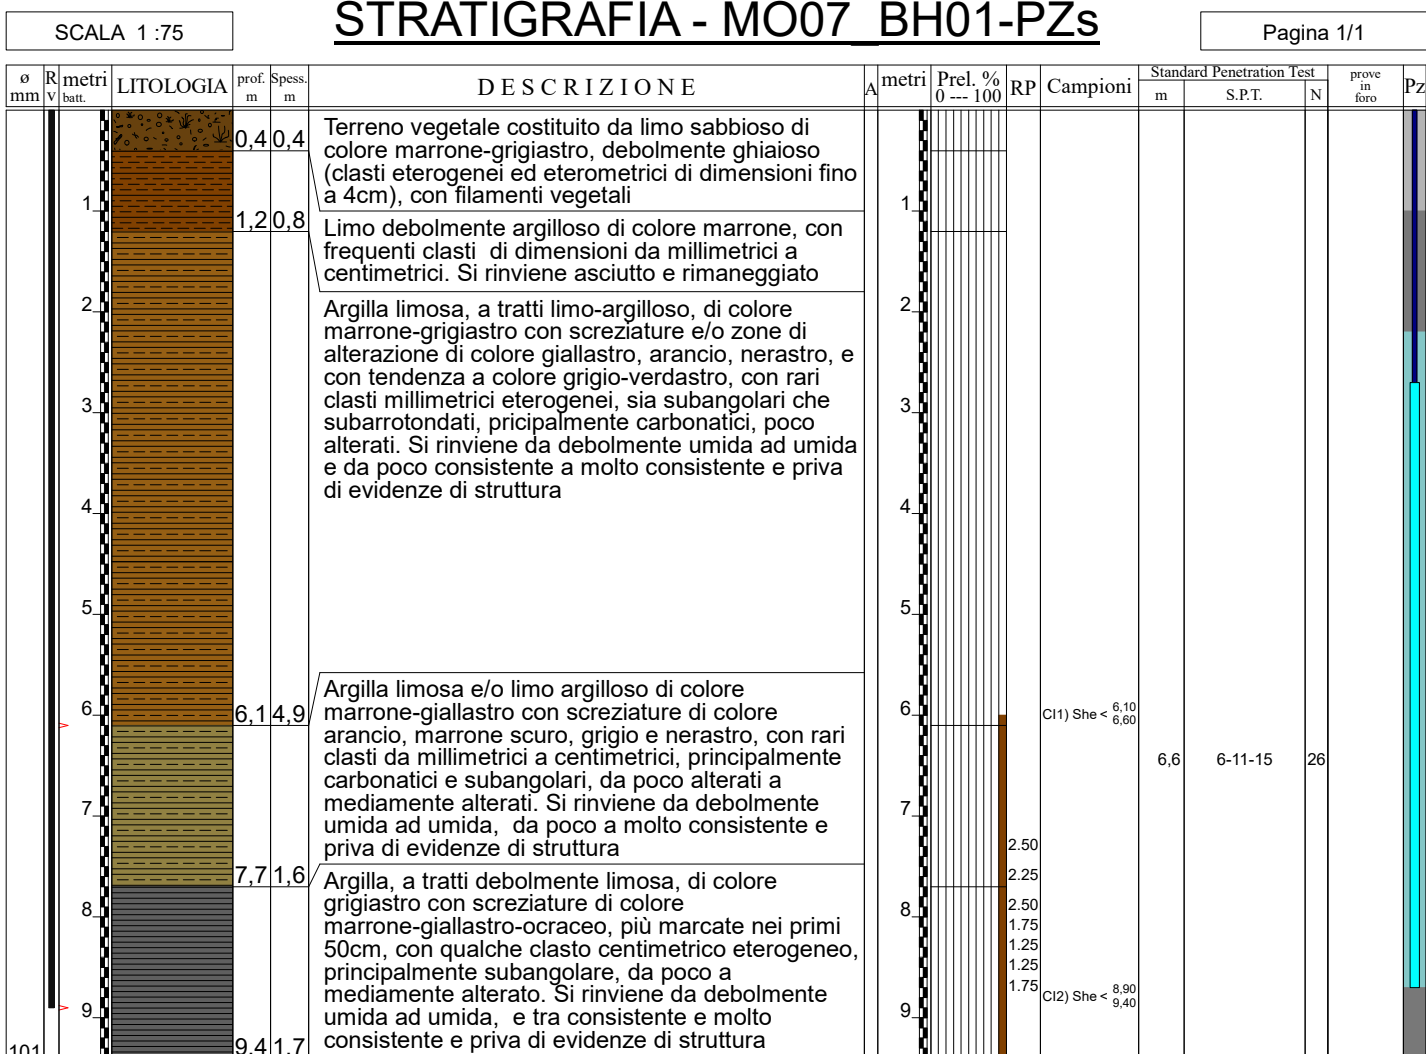 SCALA 1 :75
STRATIGRAFIA - MO07_BH01-PZs
Pagina 1/1
ø mm
R v
metri batt.
LITOLOGIA
prof. m
Spess. m
DESCRIZIONE
A
metri
Prel. % 0 --- 100
RP
Campioni
Standard Penetration Test
m
S.P.T.
N
prove in foro
Pz
0,4 0,4
Terreno vegetale costituito da limo sabbioso di
colore marrone-grigiastro, debolmente ghiaioso
(clasti eterogenei ed eterometrici di dimensioni fino
a 4cm), con filamenti vegetali
1
1
1,2 0,8
Limo debolmente argilloso di colore marrone, con
frequenti clasti di dimensioni da millimetrici a
centimetrici. Si rinviene asciutto e rimaneggiato
2
2
Argilla limosa, a tratti limo-argilloso, di colore
marrone-grigiastro con screziature e/o zone di
alterazione di colore giallastro, arancio, nerastro, e
con tendenza a colore grigio-verdastro, con rari
clasti millimetrici eterogenei, sia subangolari che
subarrotondati, pricipalmente carbonatici, poco
alterati. Si rinviene da debolmente umida ad umida
e da poco consistente a molto consistente e priva
di evidenze di struttura
3
3
4
4
5
5
6
6
6,1 4,9
Argilla limosa e/o limo argilloso di colore
marrone-giallastro con screziature di colore
arancio, marrone scuro, grigio e nerastro, con rari
clasti da millimetrici a centimetrici, principalmente
carbonatici e subangolari, da poco alterati a
mediamente alterati. Si rinviene da debolmente
umida ad umida, da poco a molto consistente e
priva di evidenze di struttura
CI1) She < 6,10 6,60
6,6
6-11-15
26
7
7
2.50
2.25
7,7 1,6
Argilla, a tratti debolmente limosa, di colore
grigiastro con screziature di colore
marrone-giallastro-ocraceo, più marcate nei primi
50cm, con qualche clasto centimetrico eterogeneo,
principalmente subangolare, da poco a
mediamente alterato. Si rinviene da debolmente
umida ad umida, e tra consistente e molto
consistente e priva di evidenze di struttura
8
8
2.50
1.75
1.25
1.25
1.75
CI2) She < 8,90 9,40
9
9
101
9,4 1,7